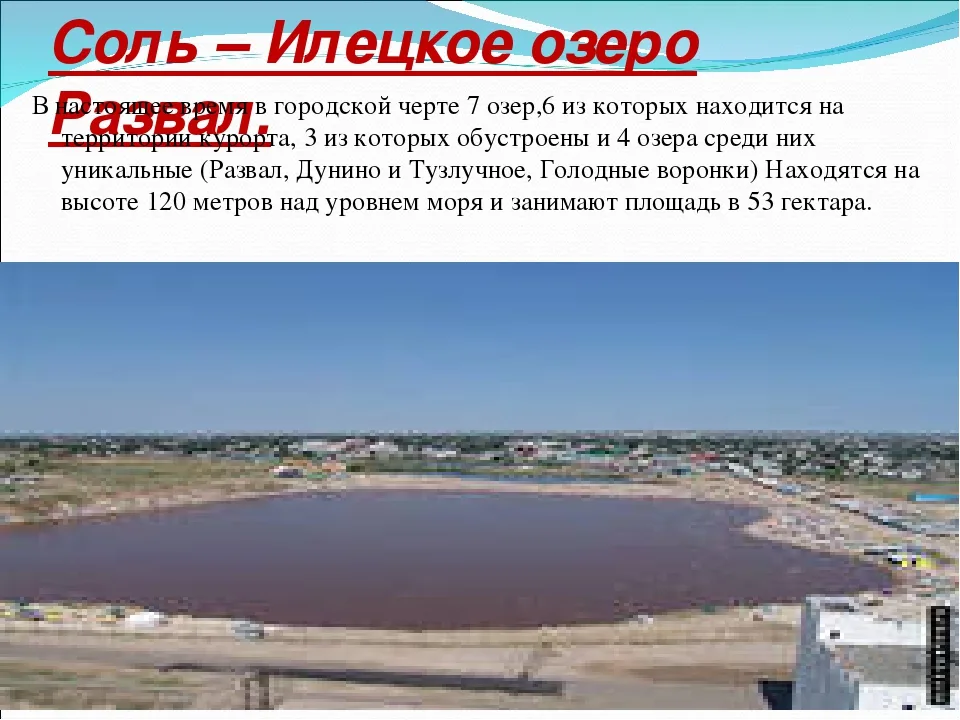 Соль – Илецкое озеро
Развал.
В настоящее время в городской черте 7 озер,6 из которых находится на
территории курорта, 3 из которых обустроены и 4 озера среди них
уникальные (Развал, Дунино и Тузлучное, Голодные воронки) Находятся на
высоте 120 метров над уровнем моря и занимают площадь в 53 гектара.